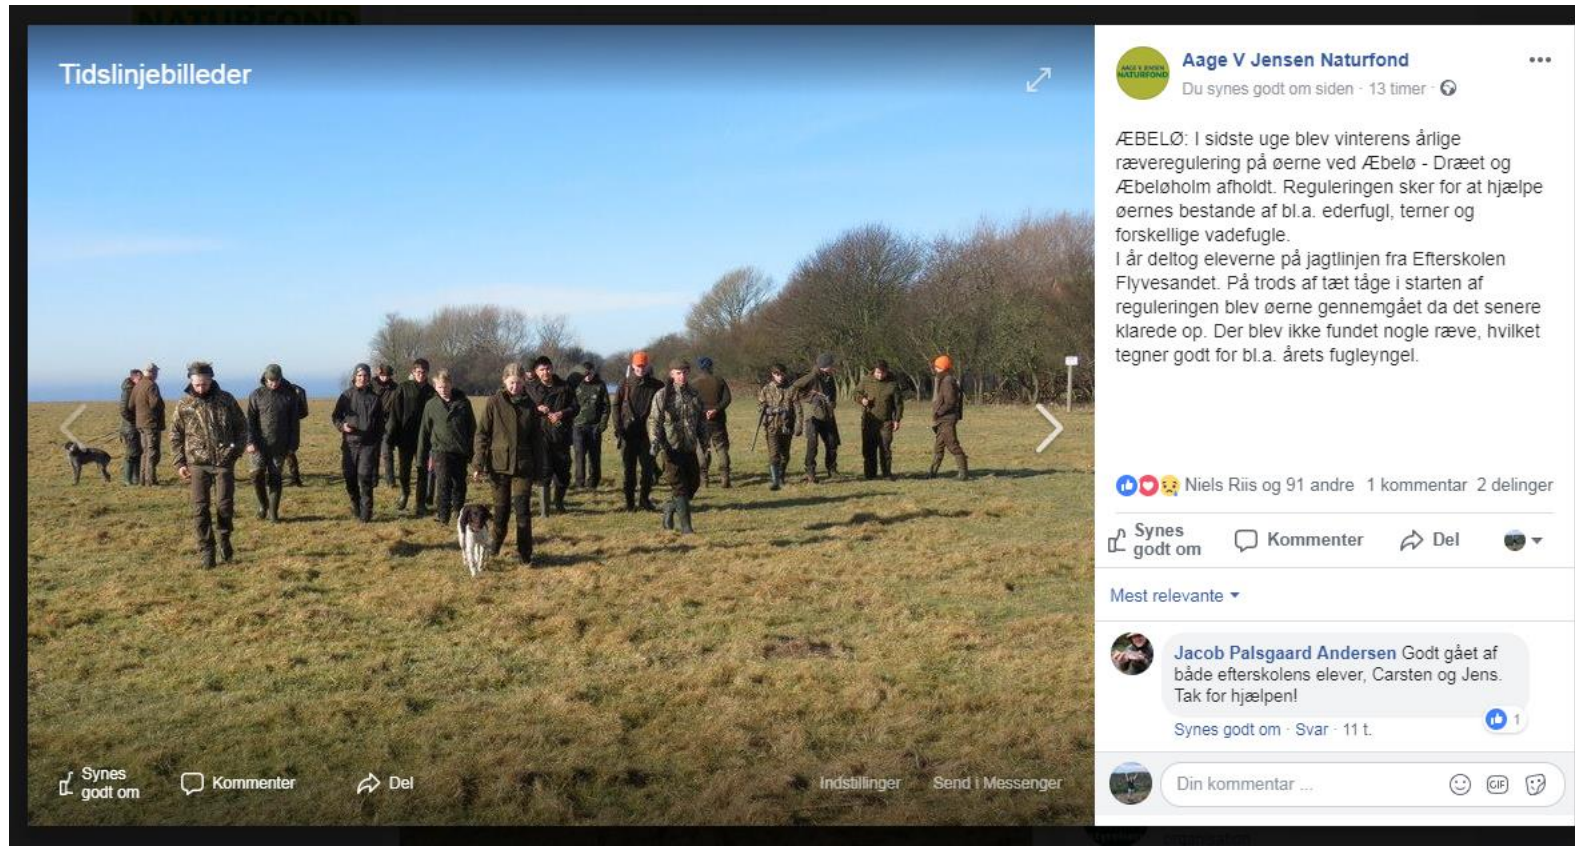 NATURFOND
Tidslinjebilleder
AAGE V JENSEN
NATURFOND
Aage V Jensen Naturfond
Du synes godt om siden · 13 timer ·
ÆBELØ: I sidste uge blev vinterens årlige
ræveregulering på øerne ved Æbelø - Dræet og
Æbeløholm afholdt. Reguleringen sker for at hjælpe
øernes bestande af bl.a. ederfugl, terner og
forskellige vadefugle.
I år deltog eleverne på jagtlinjen fra Efterskolen
Flyvesandet. På trods af tæt tåge i starten af
reguleringen blev øerne gennemgået da det senere
klarede op. Der blev ikke fundet nogle ræve, hvilket
tegner godt for bl.a. årets fugleyngel.
Niels Riis og 91 andre 1 kommentar 2 delinger
Synes
godt om
Kommenter
Del
Mest relevante
Jacob Palsgaard Andersen Godt gået af
både efterskolens elever, Carsten og Jens.
Tak for hjælpen!
1
Synes godt om · Svar · 11 t.
Din kommentar ...
GIF
Synes
godt om
Kommenter
Del
Indstillinger
Send i Messenger
organisation